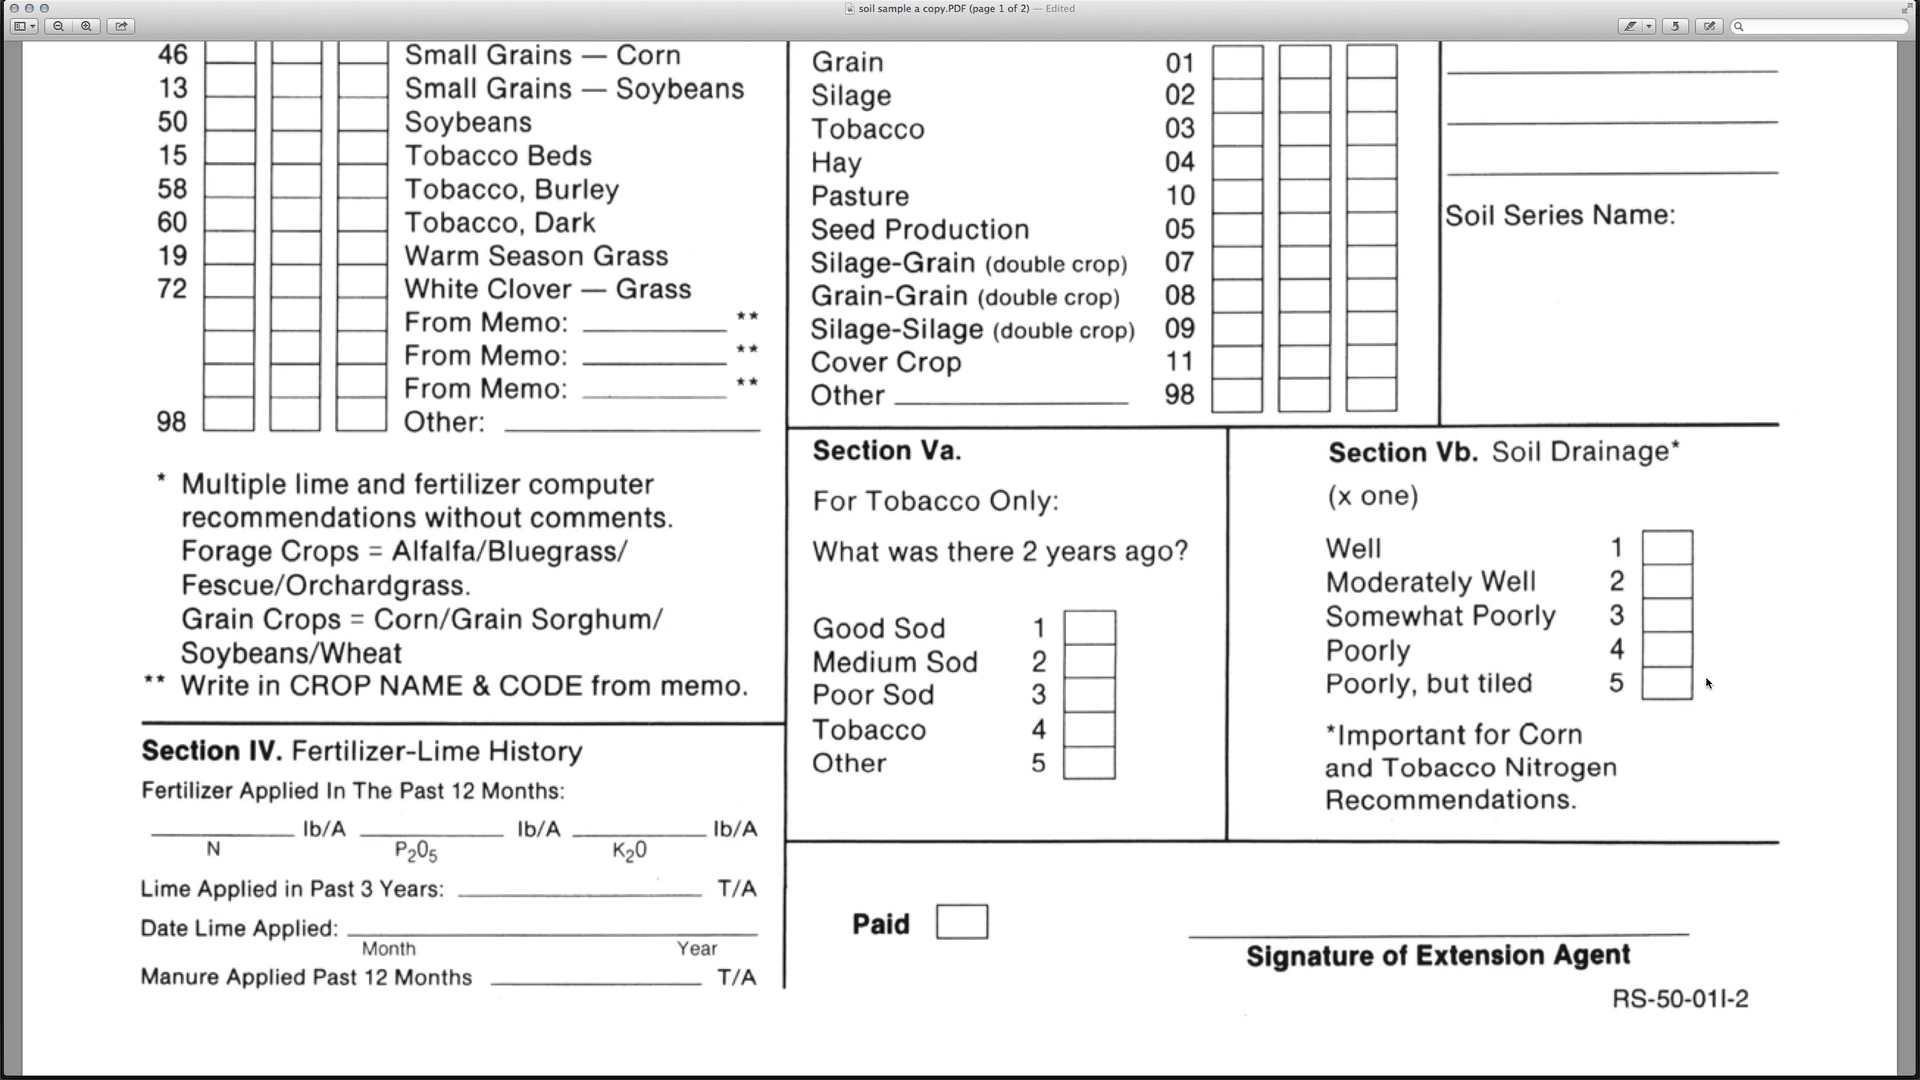 soil sample a copy.PDF (page 1 of 2) — Edited
46 Small Grains — Corn
13 Small Grains — Soybeans
50 Soybeans
15 Tobacco Beds
58 Tobacco, Burley
60 Tobacco, Dark
19 Warm Season Grass
72 White Clover — Grass
From Memo: **
From Memo: **
From Memo: **
98 Other:
* Multiple lime and fertilizer computer
recommendations without comments.
Forage Crops = Alfalfa/Bluegrass/
Fescue/Orchardgrass.
Grain Crops = Corn/Grain Sorghum/
Soybeans/Wheat
** Write in CROP NAME & CODE from memo.
Section IV. Fertilizer-Lime History
Fertilizer Applied In The Past 12 Months:
lb/A lb/A lb/A
N P₂O₅ K₂O
Lime Applied in Past 3 Years: T/A
Date Lime Applied:
Month Year
Manure Applied Past 12 Months T/A
Grain 01
Silage 02
Tobacco 03
Hay 04
Pasture 10
Seed Production 05
Silage-Grain (double crop) 07
Grain-Grain (double crop) 08
Silage-Silage (double crop) 09
Cover Crop 11
Other 98
Soil Series Name:
Section Va.
For Tobacco Only:
What was there 2 years ago?
Good Sod 1
Medium Sod 2
Poor Sod 3
Tobacco 4
Other 5
Section Vb. Soil Drainage*
(x one)
Well 1
Moderately Well 2
Somewhat Poorly 3
Poorly 4
Poorly, but tiled 5
*Important for Corn
and Tobacco Nitrogen
Recommendations.
Paid
Signature of Extension Agent
RS-50-01I-2